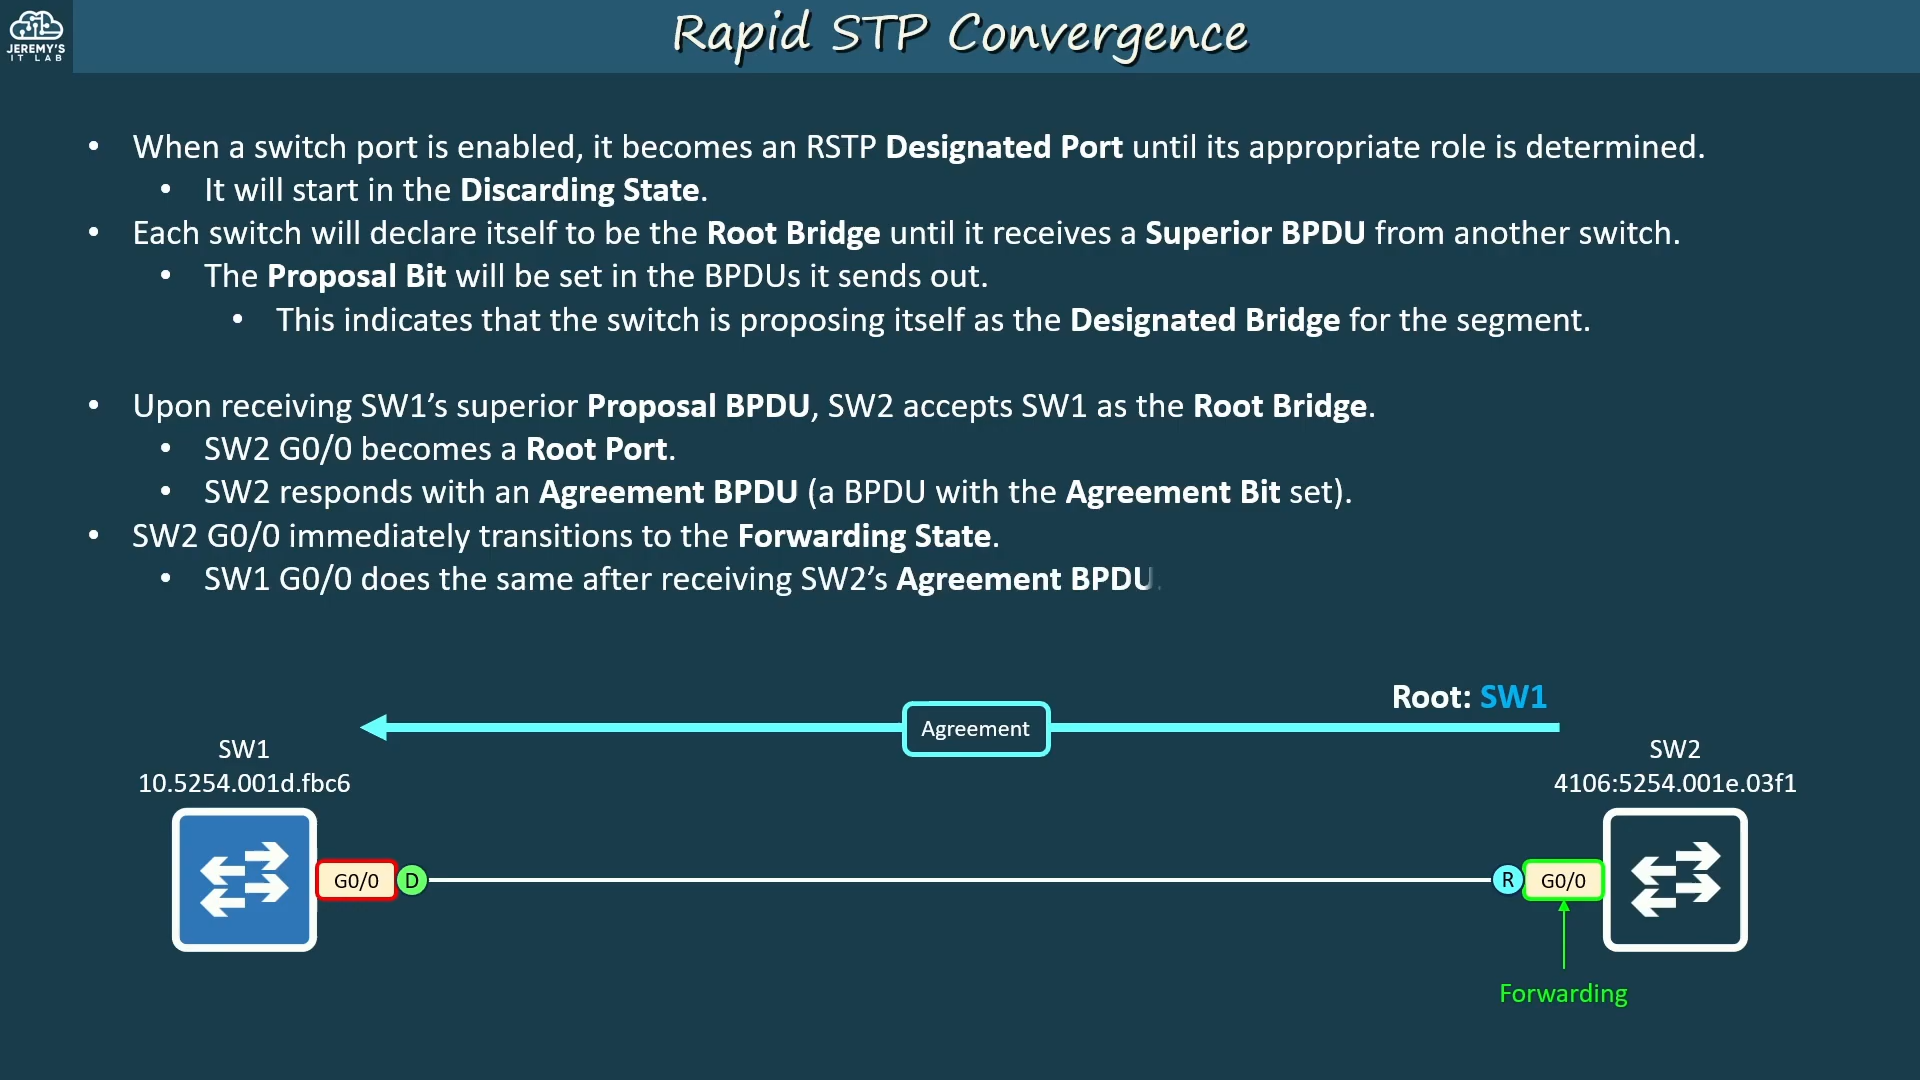 JEREMY'S
IT LAB
Rapid STP Convergence
• When a switch port is enabled, it becomes an RSTP Designated Port until its appropriate role is determined.
• It will start in the Discarding State.
• Each switch will declare itself to be the Root Bridge until it receives a Superior BPDU from another switch.
• The Proposal Bit will be set in the BPDUs it sends out.
• This indicates that the switch is proposing itself as the Designated Bridge for the segment.
• Upon receiving SW1’s superior Proposal BPDU, SW2 accepts SW1 as the Root Bridge.
• SW2 G0/0 becomes a Root Port.
• SW2 responds with an Agreement BPDU (a BPDU with the Agreement Bit set).
• SW2 G0/0 immediately transitions to the Forwarding State.
• SW1 G0/0 does the same after receiving SW2’s Agreement BPDU.
Root: SW1
Agreement
SW1
10.5254.001d.fbc6
SW2
4106:5254.001e.03f1
G0/0 D
R G0/0
Forwarding